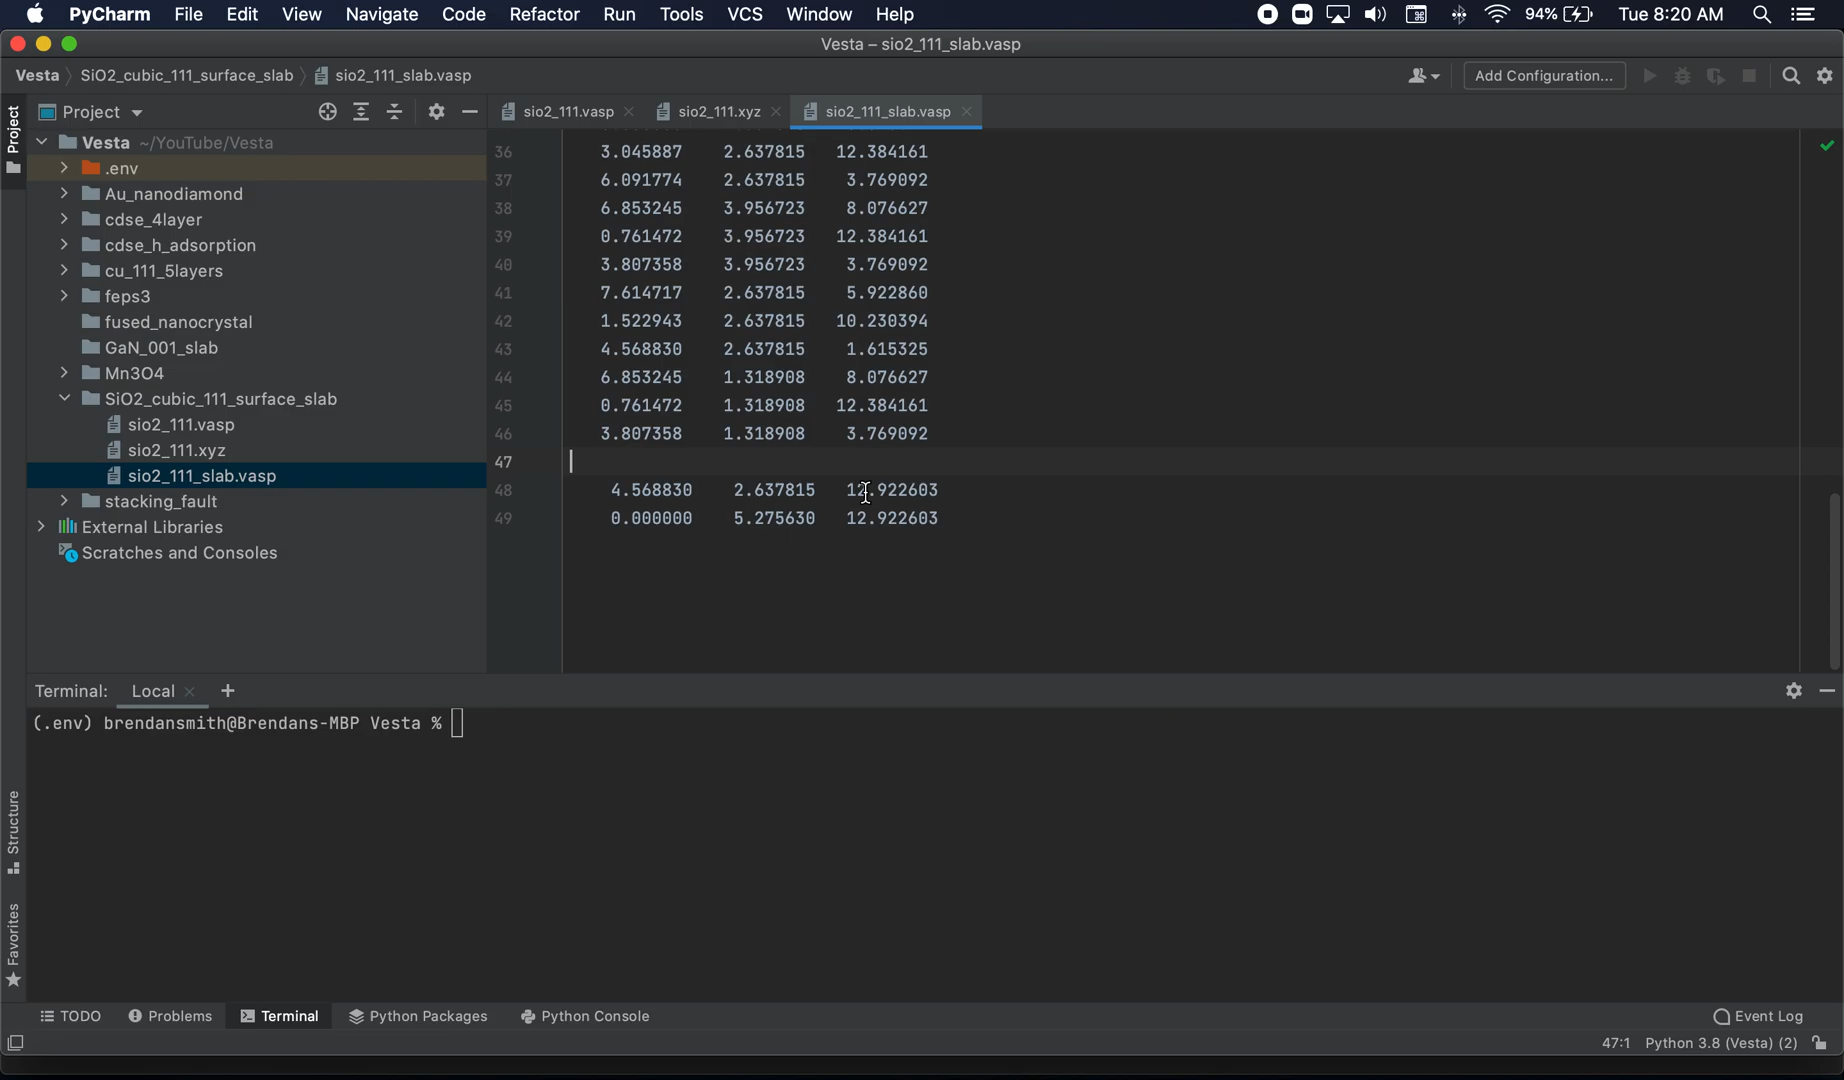 PyCharm File Edit View Navigate Code Refactor Run Tools VCS Window Help 94% Tue 8:20 AM
Vesta – sio2_111_slab.vasp
Vesta SiO2_cubic_111_surface_slab sio2_111_slab.vasp Add Configuration...
Project sio2_111.vasp sio2_111.xyz sio2_111_slab.vasp
Project
Vesta ~/YouTube/Vesta
.env
Au_nanodiamond
cdse_4layer
cdse_h_adsorption
cu_111_5layers
feps3
fused_nanocrystal
GaN_001_slab
Mn3O4
SiO2_cubic_111_surface_slab
sio2_111.vasp
sio2_111.xyz
sio2_111_slab.vasp
stacking_fault
External Libraries
Scratches and Consoles
36 3.045887 2.637815 12.384161
37 6.091774 2.637815 3.769092
38 6.853245 3.956723 8.076627
39 0.761472 3.956723 12.384161
40 3.807358 3.956723 3.769092
41 7.614717 2.637815 5.922860
42 1.522943 2.637815 10.230394
43 4.568830 2.637815 1.615325
44 6.853245 1.318908 8.076627
45 0.761472 1.318908 12.384161
46 3.807358 1.318908 3.769092
47
48 4.568830 2.637815 12.922603
49 0.000000 5.275630 12.922603
Terminal: Local +
(.env) brendansmith@Brendans-MBP Vesta %
Structure
Favorites
TODO Problems Terminal Python Packages Python Console Event Log
47:1 Python 3.8 (Vesta) (2)